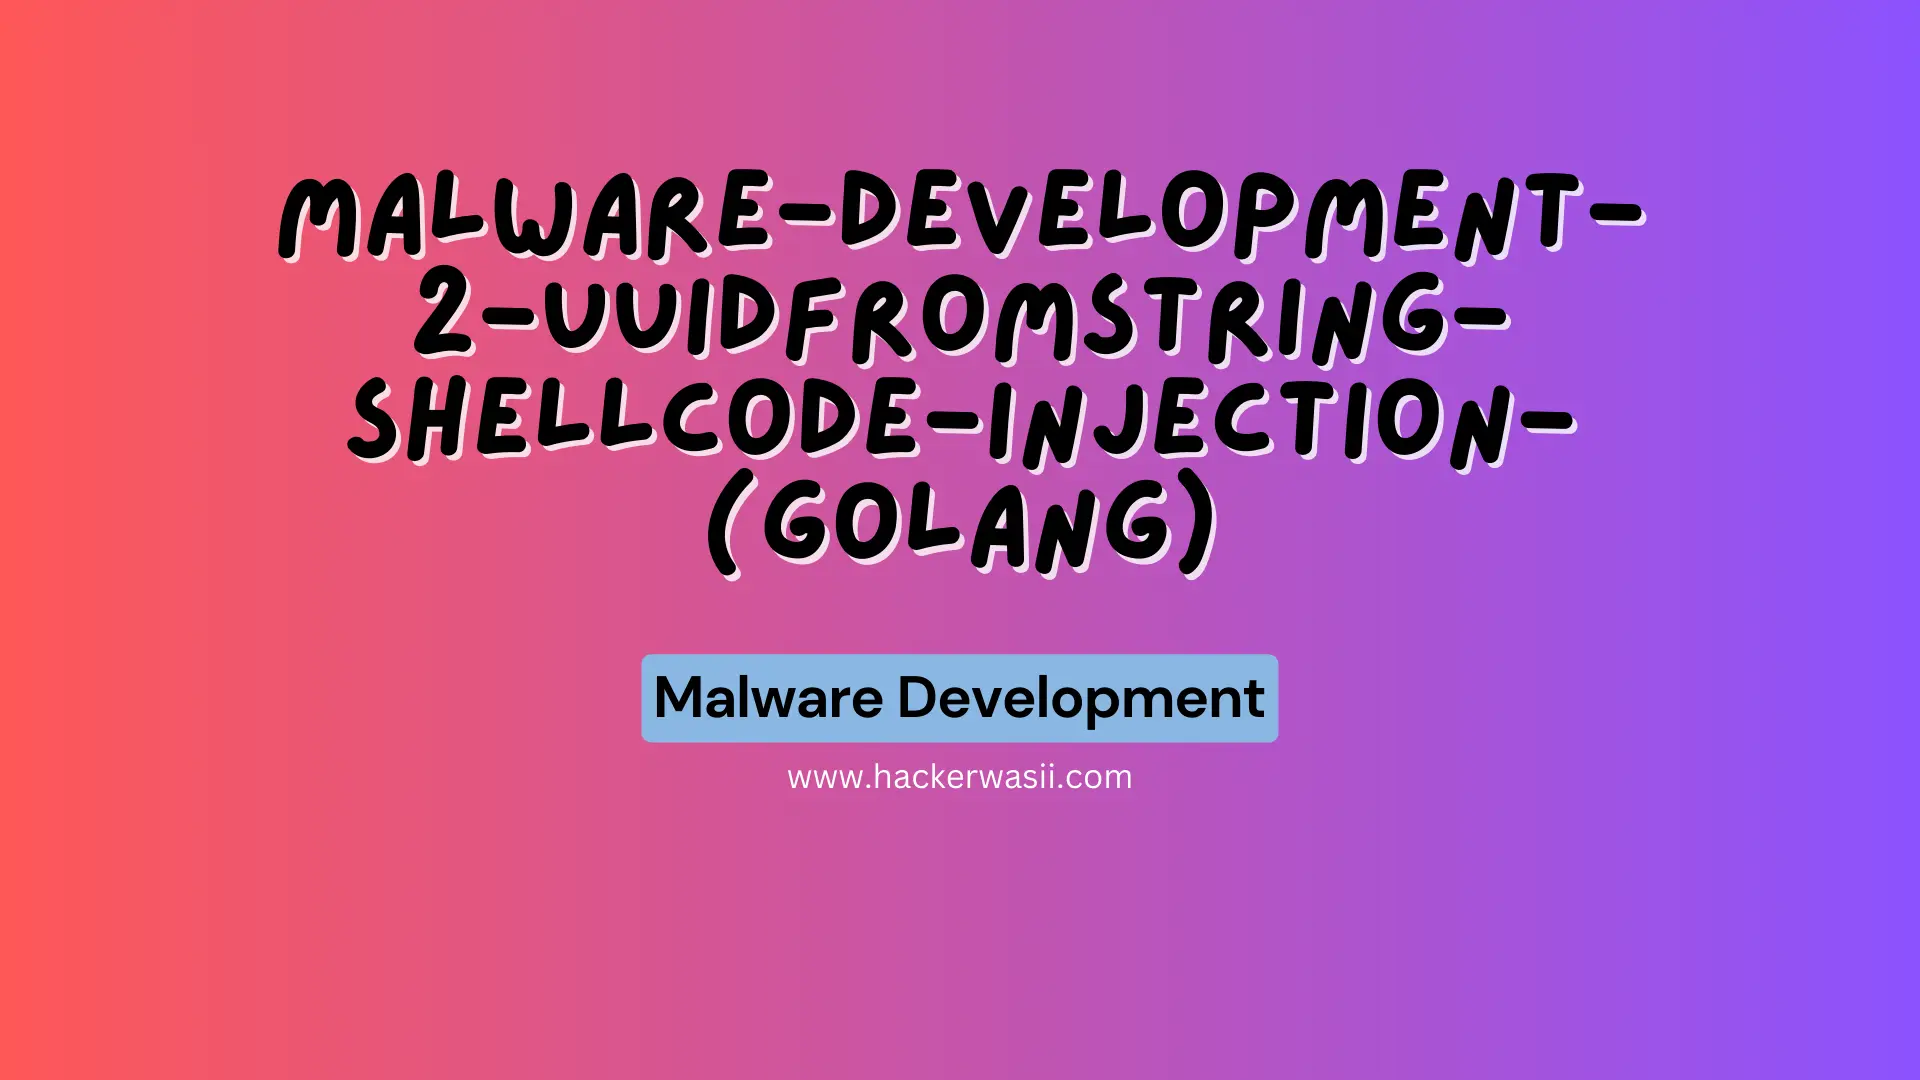 MALWARE-DEVELOPMENT-
2-UUIDFROMSTRING-
SHELLCODE-INJECTION-
(GOLANG)
Malware Development
www.hackerwasii.com